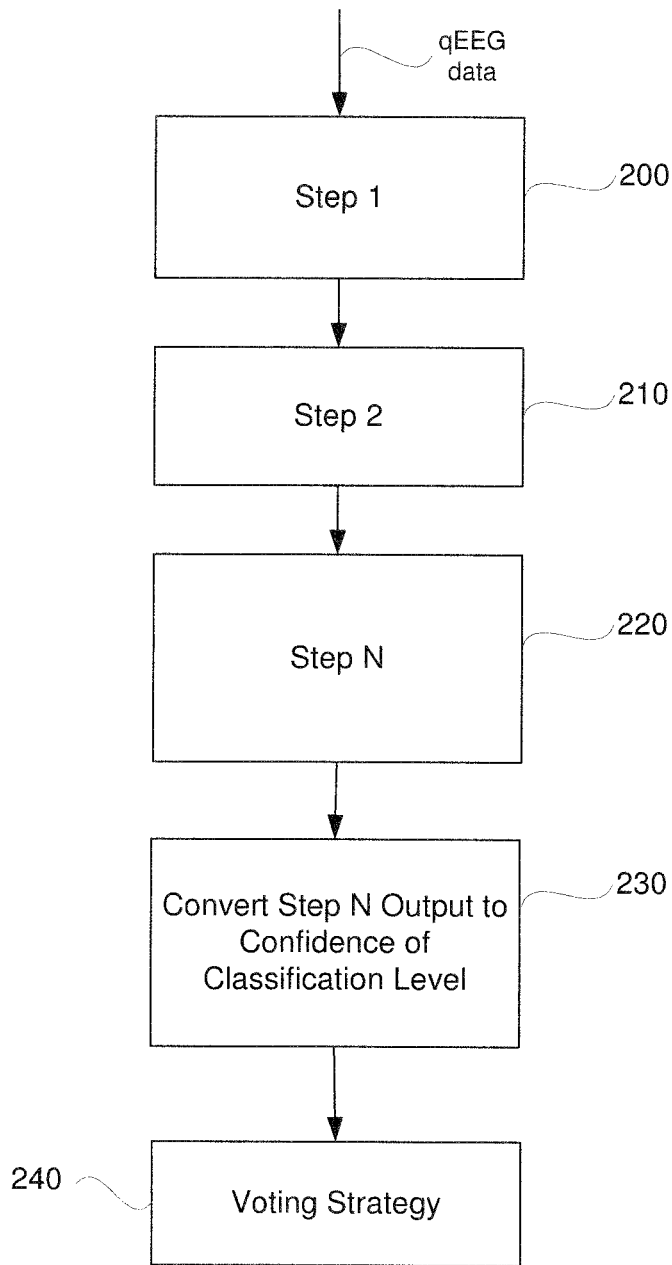 qEEG
data
Step 1
200
Step 2
210
Step N
220
Convert Step N Output to
Confidence of
Classification Level
230
240
Voting Strategy